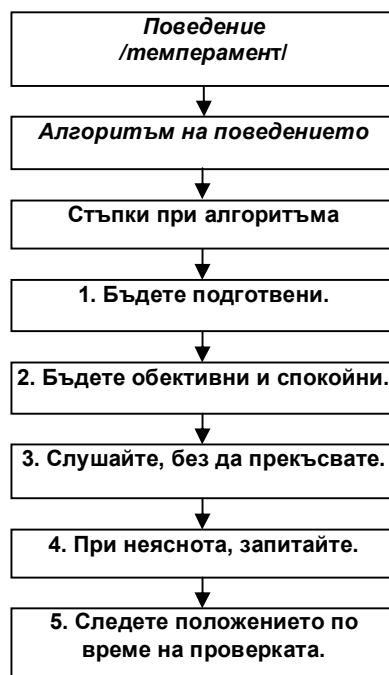 Поведение
/темперамент/
Алгоритъм на поведението
Стъпки при алгоритъма
1. Бъдете подготвени.
2. Бъдете обективни и спокойни.
3. Слушайте, без да прекъсвате.
4. При неяснота, запитайте.
5. Следете положението по
време на проверката.